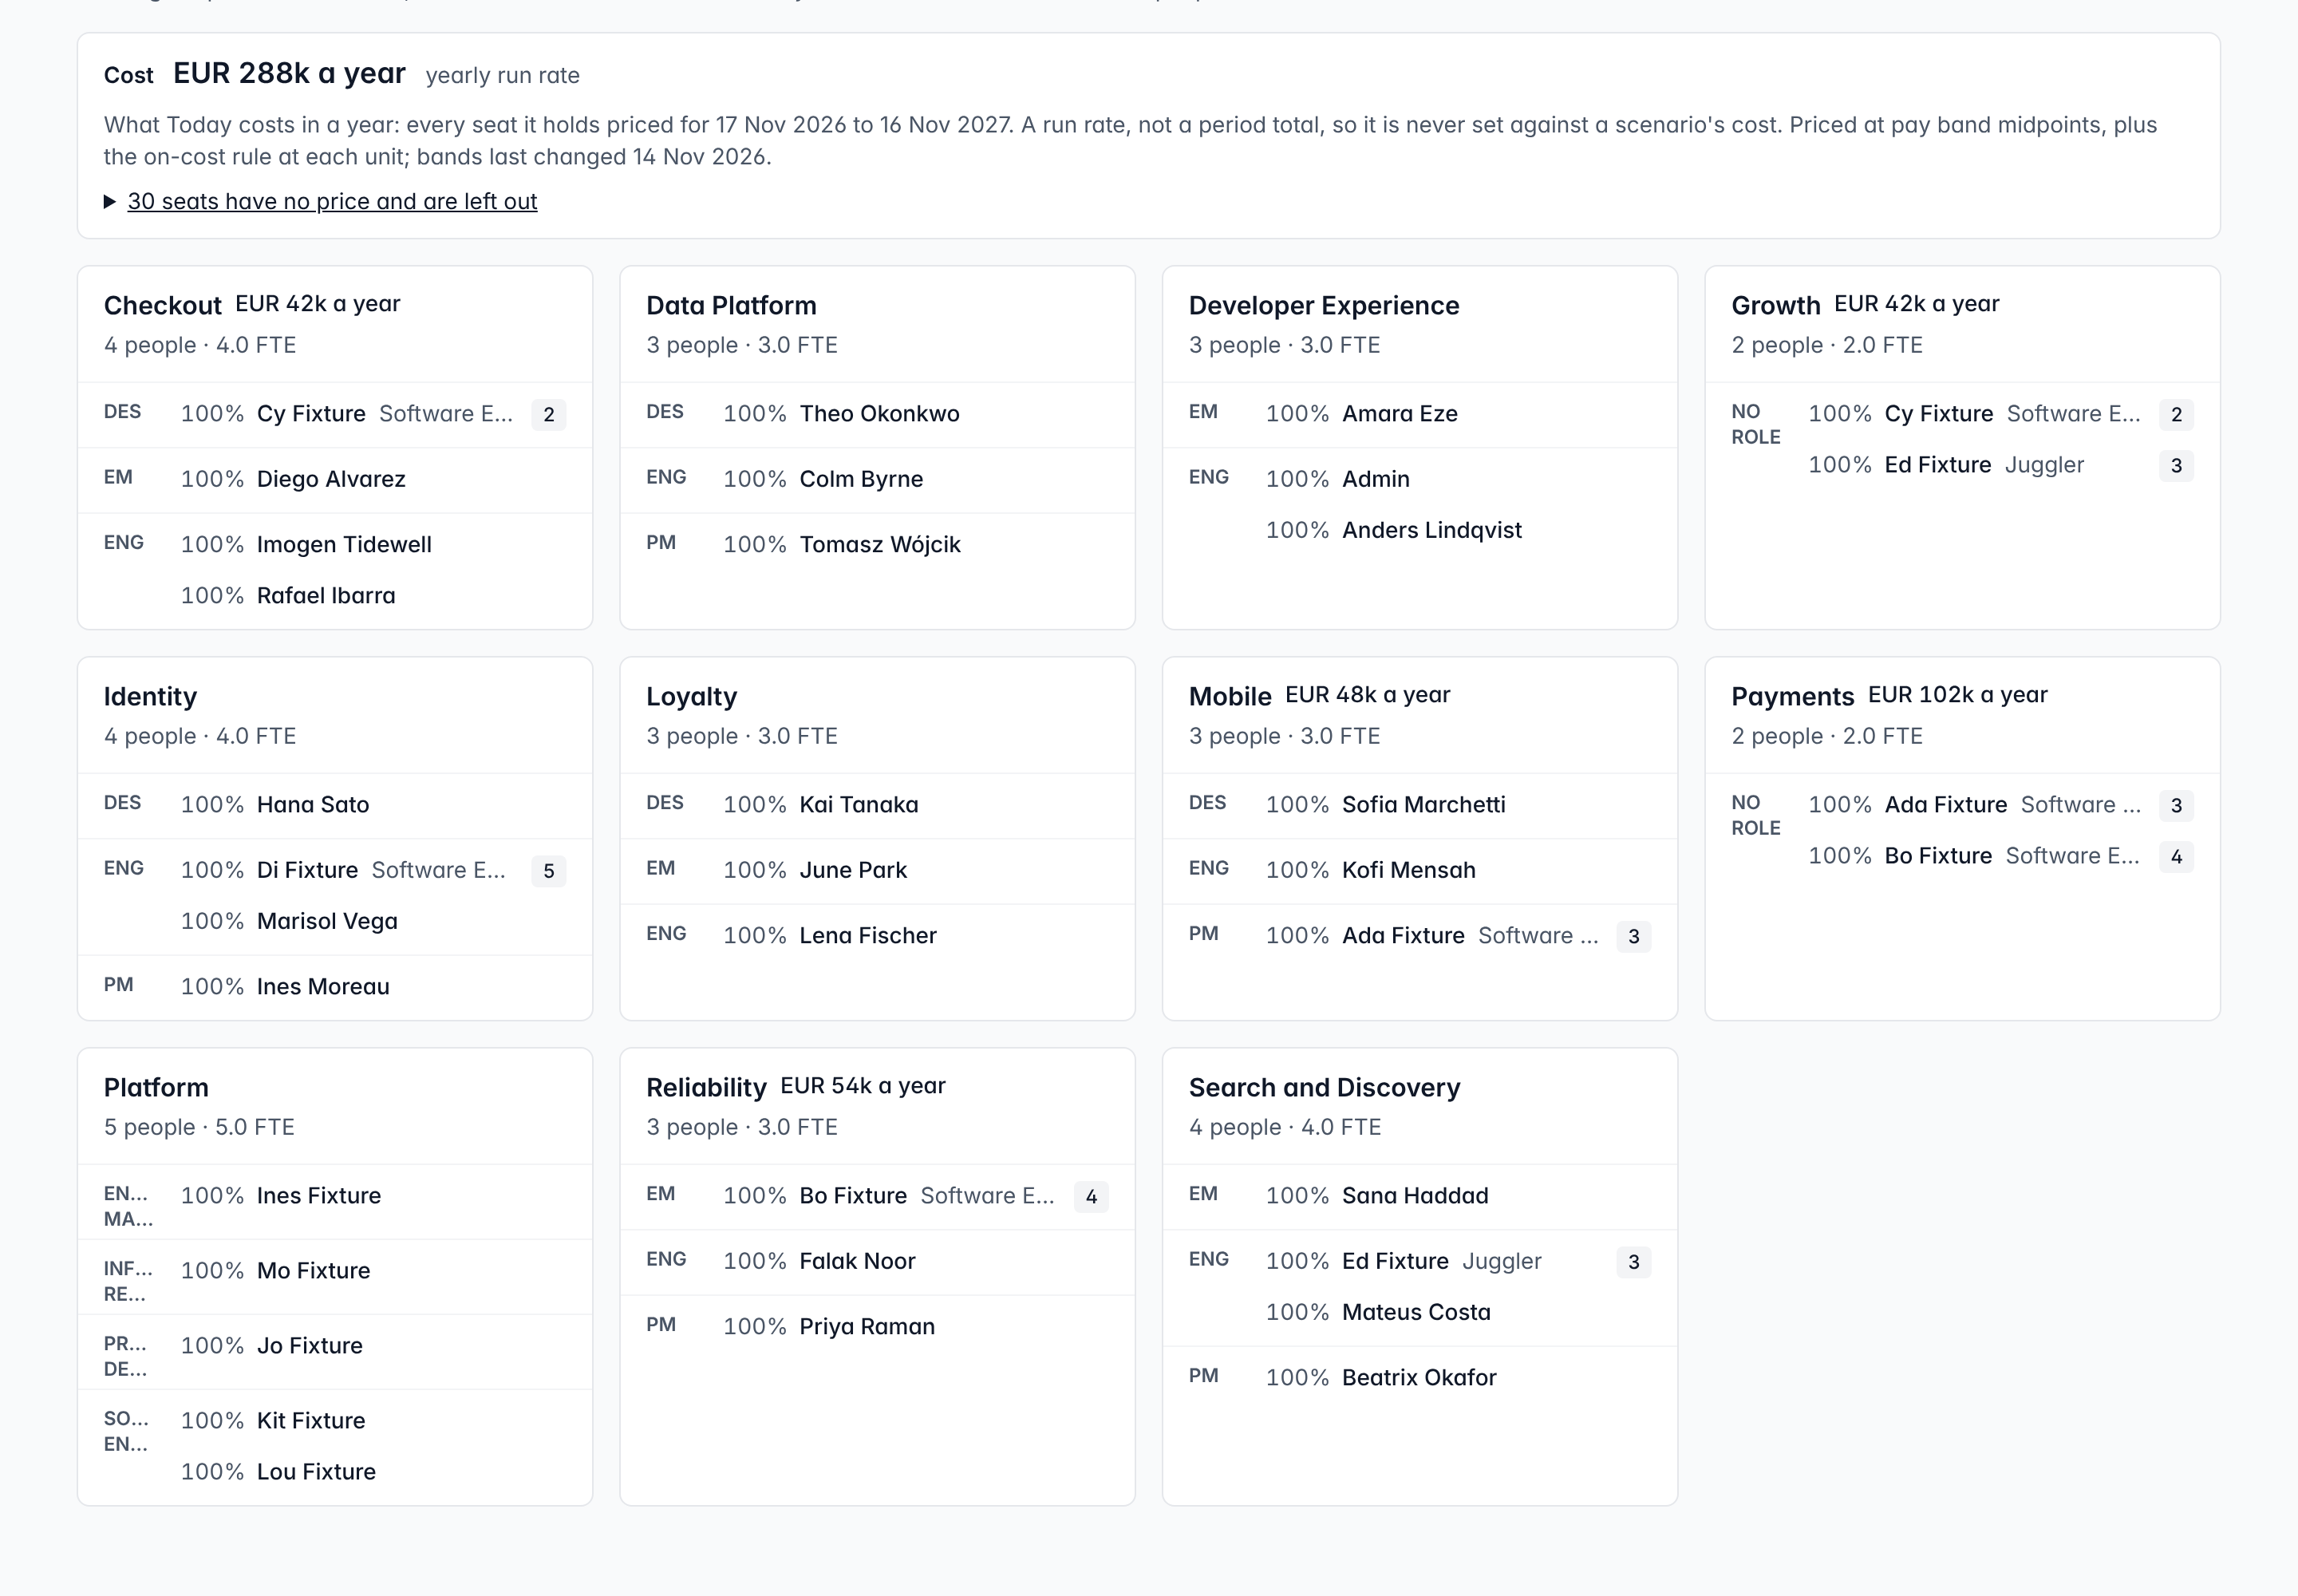 Cost EUR 288k a year yearly run rate
What Today costs in a year: every seat it holds priced for 17 Nov 2026 to 16 Nov 2027. A run rate, not a period total, so it is never set against a scenario's cost. Priced at pay band midpoints, plus
the on-cost rule at each unit; bands last changed 14 Nov 2026.
▶ 30 seats have no price and are left out
Checkout EUR 42k a year
4 people · 4.0 FTE
DES 100% Cy Fixture Software E... 2
EM 100% Diego Alvarez
ENG 100% Imogen Tidewell
100% Rafael Ibarra
Data Platform
3 people · 3.0 FTE
DES 100% Theo Okonkwo
ENG 100% Colm Byrne
PM 100% Tomasz Wójcik
Developer Experience
3 people · 3.0 FTE
EM 100% Amara Eze
ENG 100% Admin
100% Anders Lindqvist
Growth EUR 42k a year
2 people · 2.0 FTE
NO ROLE 100% Cy Fixture Software E... 2
100% Ed Fixture Juggler 3
Identity
4 people · 4.0 FTE
DES 100% Hana Sato
ENG 100% Di Fixture Software E... 5
100% Marisol Vega
PM 100% Ines Moreau
Loyalty
3 people · 3.0 FTE
DES 100% Kai Tanaka
EM 100% June Park
ENG 100% Lena Fischer
Mobile EUR 48k a year
3 people · 3.0 FTE
DES 100% Sofia Marchetti
ENG 100% Kofi Mensah
PM 100% Ada Fixture Software ... 3
Payments EUR 102k a year
2 people · 2.0 FTE
NO ROLE 100% Ada Fixture Software ... 3
100% Bo Fixture Software E... 4
Platform
5 people · 5.0 FTE
EN... MA... 100% Ines Fixture
INF... RE... 100% Mo Fixture
PR... DE... 100% Jo Fixture
SO... EN... 100% Kit Fixture
100% Lou Fixture
Reliability EUR 54k a year
3 people · 3.0 FTE
EM 100% Bo Fixture Software E... 4
ENG 100% Falak Noor
PM 100% Priya Raman
Search and Discovery
4 people · 4.0 FTE
EM 100% Sana Haddad
ENG 100% Ed Fixture Juggler 3
100% Mateus Costa
PM 100% Beatrix Okafor